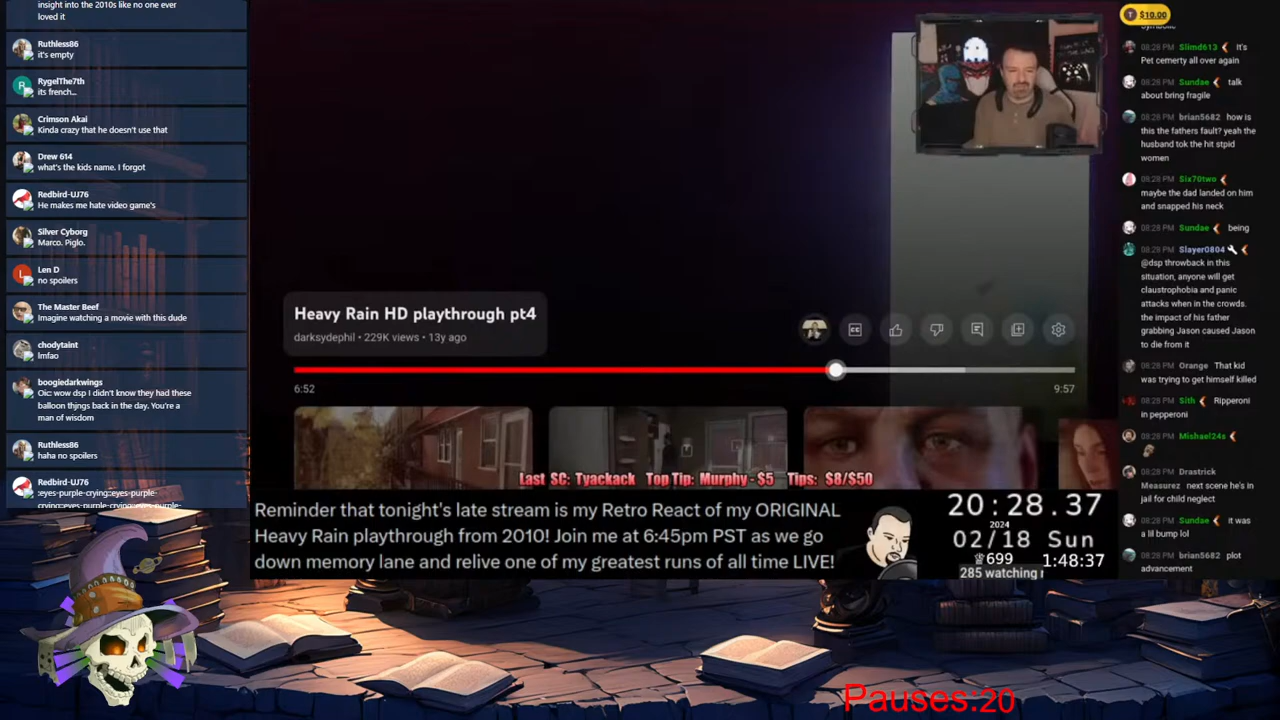 insight into the 2010s like no one ever
loved it
Ruthless86
it's empty
RygelThe7th
its french...
Crimson Akai
Kinda crazy that he doesn't use that
Drew 614
what's the kids name. I forgot
Redbird-UJ76
He makes me hate video game's
Silver Cyborg
Marco. Piglo.
Len D
no spoilers
The Master Beef
Imagine watching a movie with this dude
chodytaint
lmfao
boogiedarkwings
Oic: wow dsp I didn't know they had these
balloon things back in the day. You're a
man of wisdom
Ruthless86
haha no spoilers
Redbird-UJ76
:eyes-purple-crying::eyes-purple-
crying::eyes-purple-crying::eyes-purple-
Heavy Rain HD playthrough pt4
darksydephil • 229K views • 13y ago
CC
6:52
9:57
Last SC: Tyackack Top Tip: Murphy - $5 Tips: $8/$50
Reminder that tonight's late stream is my Retro React of my ORIGINAL
Heavy Rain playthrough from 2010! Join me at 6:45pm PST as we go
down memory lane and relive one of my greatest runs of all time LIVE!
20:28.37
2024
02/18 Sun
699
1:48:37
285 watching
T $10.00
08:28 PM Slimd613 It's
Pet cemerty all over again
08:28 PM Sundae talk
about bring fragile
08:28 PM brian5682 how is
this the fathers fault? yeah the
husband tok the hit stpid
women
08:28 PM Six70two
maybe the dad landed on him
and snapped his neck
08:28 PM Sundae being
08:28 PM Slayer0804
@dsp throwback in this
situation, anyone will get
claustrophobia and panic
attacks when in the crowds.
the impact of his father
grabbing Jason caused Jason
to die from it
08:28 PM Orange That kid
was trying to get himself killed
08:28 PM Sith Ripperoni
in pepperoni
08:28 PM Mishael24s
08:28 PM Drastrick
Measurez next scene he's in
jail for child neglect
08:28 PM Sundae it was
a lil bump lol
08:28 PM brian5682 plot
advancement
Pauses:20